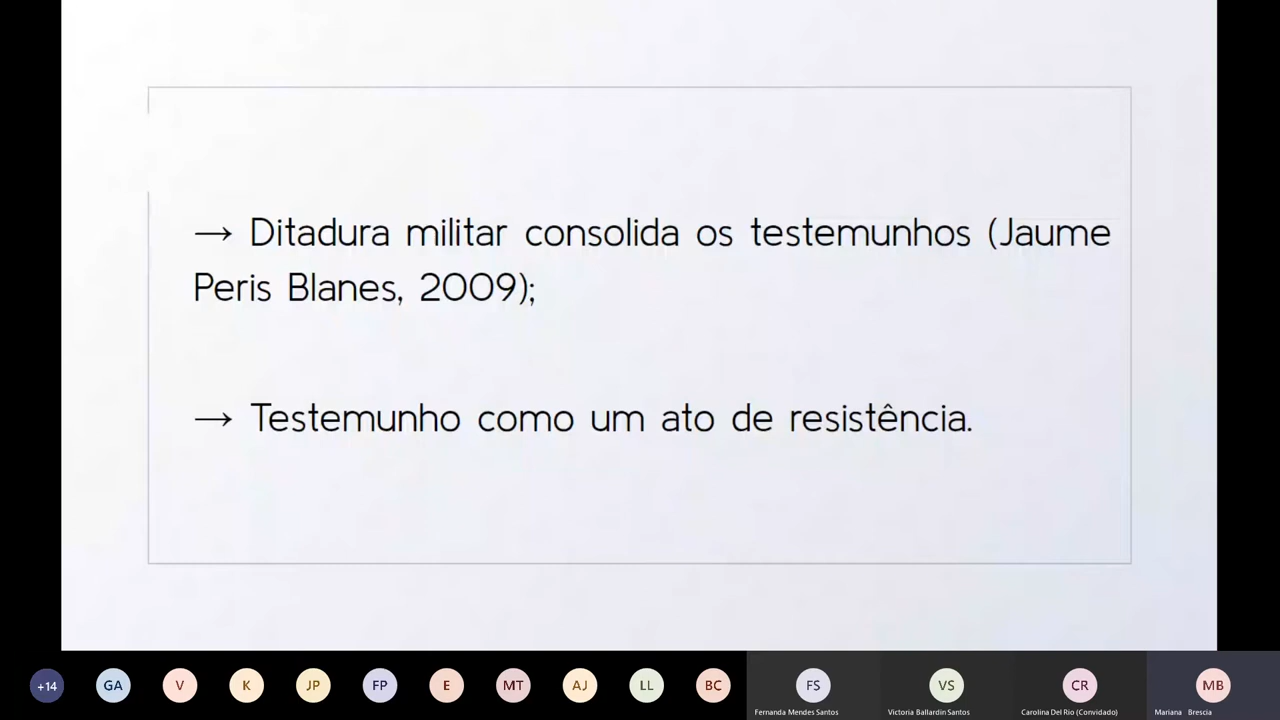 → Ditadura militar consolida os testemunhos (Jaume
Peris Blanes, 2009);
→ Testemunho como um ato de resistência.
+14
GA
V
K
JP
FP
E
MT
AJ
LL
BC
FS
VS
CR
MB
Fernanda Mendes Santos
Victoria Ballardin Santos
Carolina Del Rio (Convidado)
Mariana Brescia